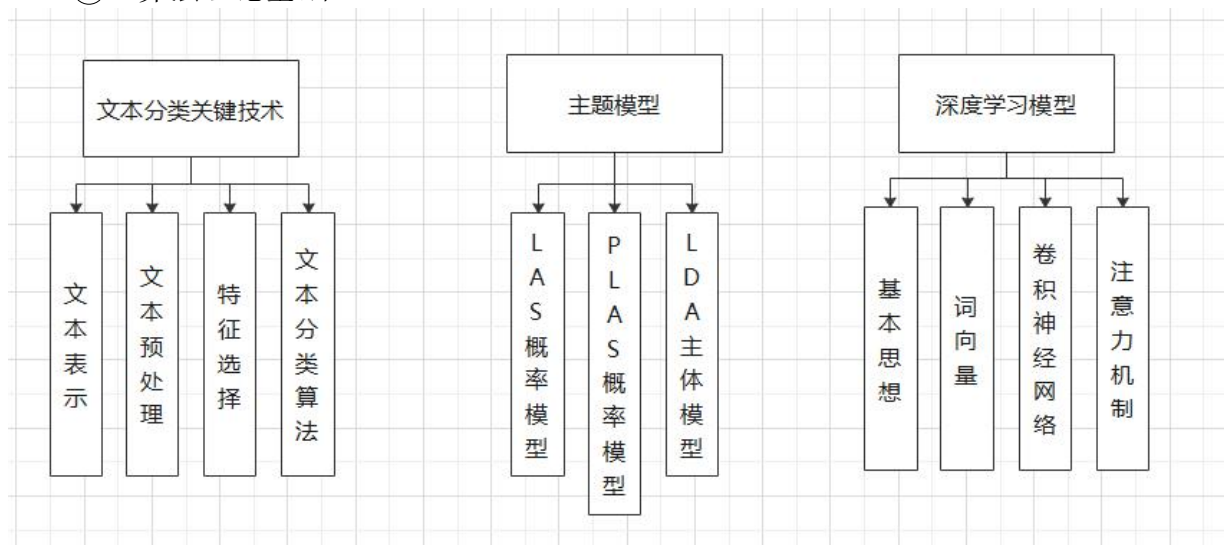 文本分类关键技术
主题模型
深度学习模型
文本表示
文本预处理
特征选择
文本分类算法
LAS概率模型
PLAS概率模型
LDA主体模型
基本思想
词向量
卷积神经网络
注意力机制